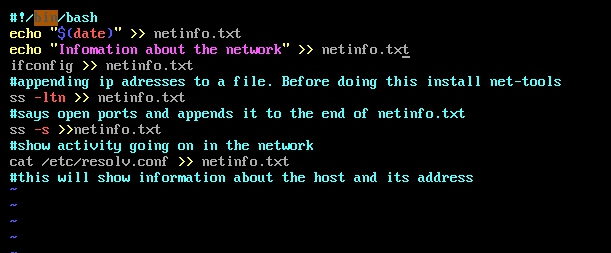 #!/bin/bash
echo "$(date)" >> netinfo.txt
echo "Infomation about the network" >> netinfo.txt
ifconfig >> netinfo.txt
#appending ip adresses to a file. Before doing this install net-tools
ss -ltn >> netinfo.txt
#says open ports and appends it to the end of netinfo.txt
ss -s >>netinfo.txt
#show activity going on in the network
cat /etc/resolv.conf >> netinfo.txt
#this will show information about the host and its address
~
~
~
~
~